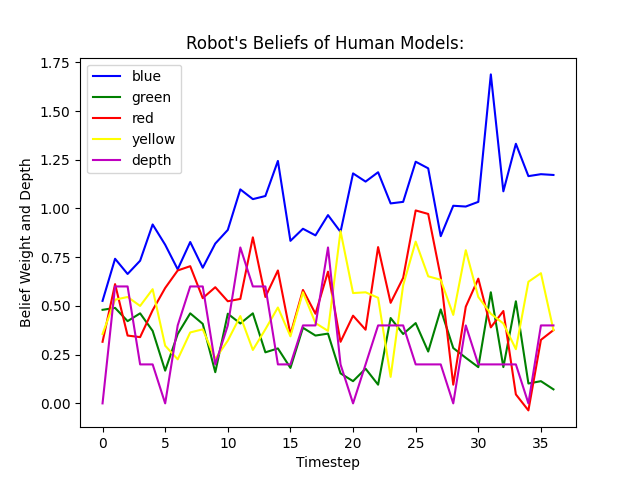 Robot's Beliefs of Human Models:
1.75
1.50
1.25
1.00
0.75
0.50
0.25
0.00
Belief Weight and Depth
blue
green
red
yellow
depth
0 5 10 15 20 25 30 35
Timestep